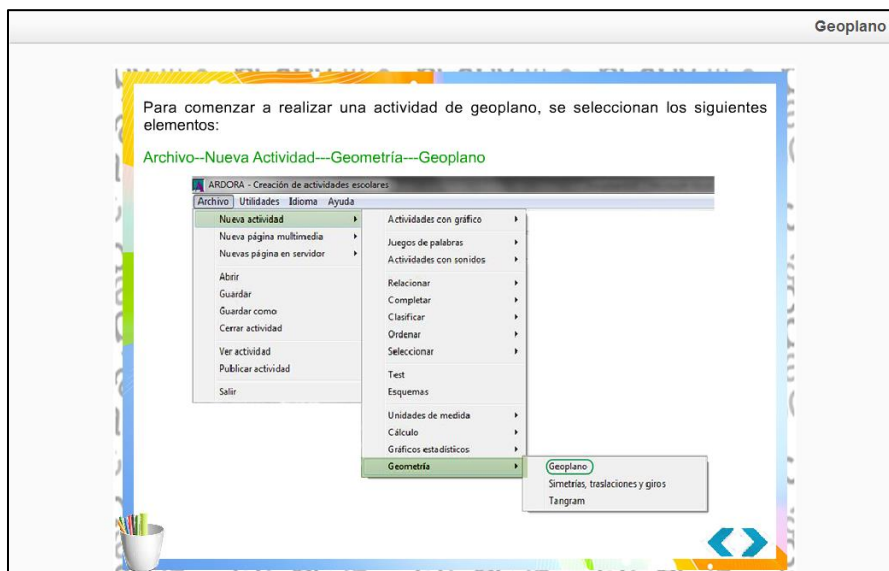 Geoplano
Para comenzar a realizar una actividad de geoplano, se seleccionan los siguientes
elementos:
Archivo--Nueva Actividad---Geometría---Geoplano
ARDORA - Creación de actividades escolares
Archivo Utilidades Idioma Ayuda
Nueva actividad
Nueva página multimedia
Nuevas página en servidor
Abrir
Guardar
Guardar como
Cerrar actividad
Ver actividad
Publicar actividad
Salir
Actividades con gráfico
Juegos de palabras
Actividades con sonidos
Relacionar
Completar
Clasificar
Ordenar
Seleccionar
Test
Esquemas
Unidades de medida
Cálculo
Gráficos estadísticos
Geometría
Geoplano
Simetrías, traslaciones y giros
Tangram